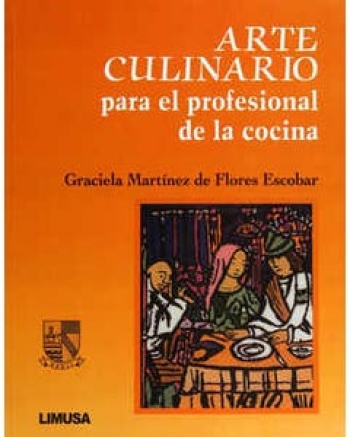 ARTE
CULINARIO
para el profesional
de la cocina
Graciela Martínez de Flores Escobar
LIMUSA